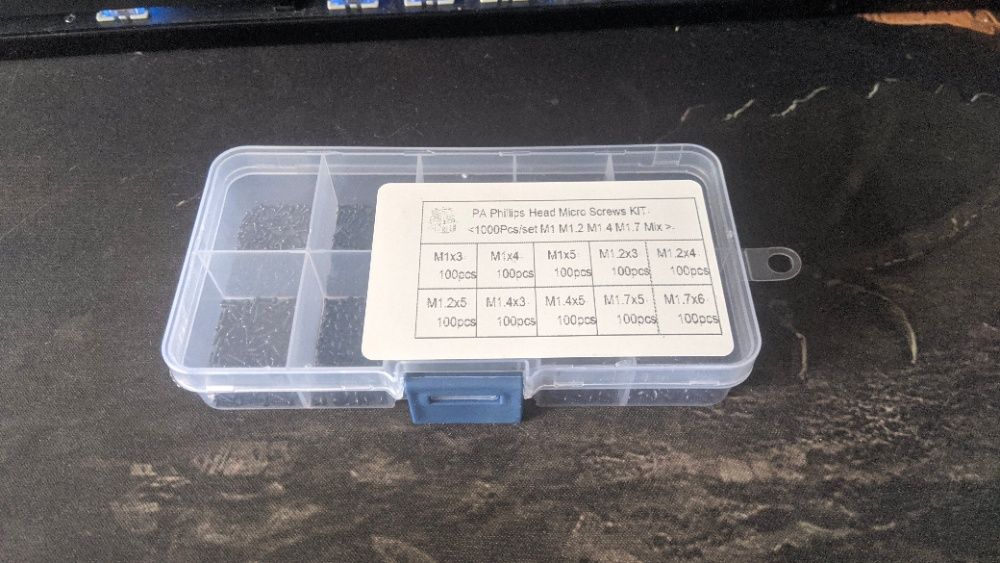 PA Phillips Head Micro Screws KIT
<1000Pcs/set M1 M1.2 M1.4 M1.7 Mix >
M1x3 M1x4 M1x5 M1.2x3 M1.2x4
100pcs 100pcs 100pcs 100pcs 100pcs
M1.2x5 M1.4x3 M1.4x5 M1.7x5 M1.7x6
100pcs 100pcs 100pcs 100pcs 100pcs